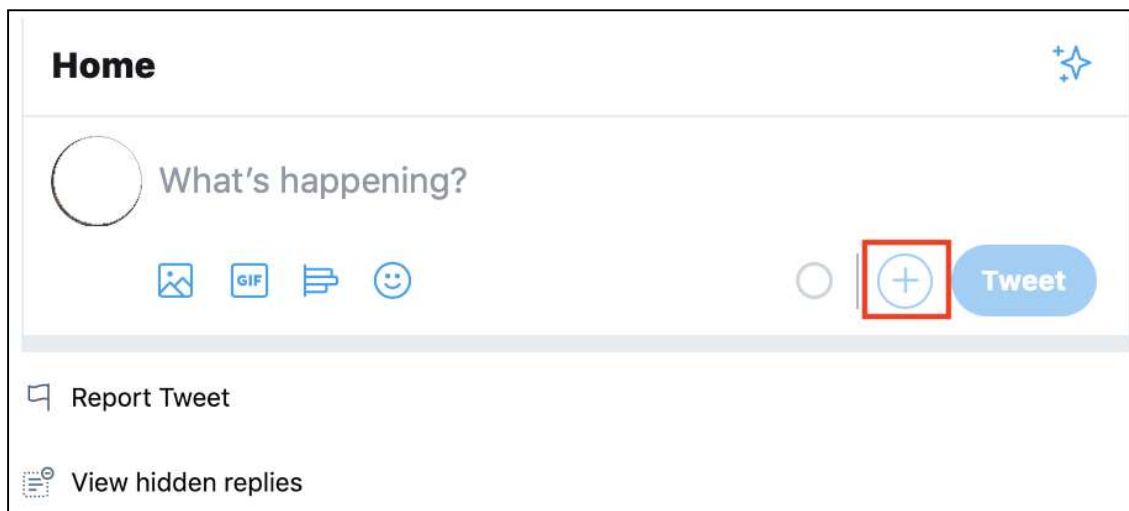 Home
What's happening?
GIF
Tweet
Report Tweet
View hidden replies